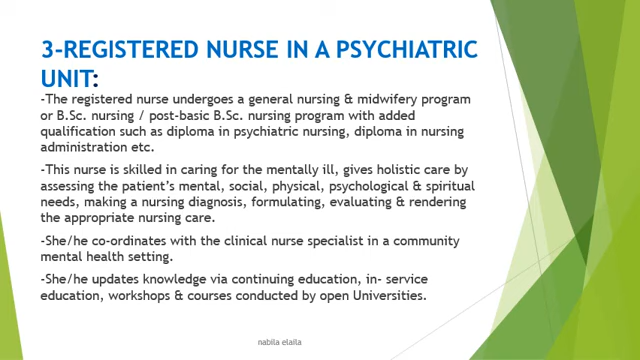 3-REGISTERED NURSE IN A PSYCHIATRIC
UNIT:
-The registered nurse undergoes a general nursing & midwifery program
or B.Sc. nursing / post-basic B.Sc. nursing program with added
qualification such as diploma in psychiatric nursing, diploma in nursing
administration etc.
-This nurse is skilled in caring for the mentally ill, gives holistic care by
assessing the patient’s mental, social, physical, psychological & spiritual
needs, making a nursing diagnosis, formulating, evaluating & rendering
the appropriate nursing care.
-She/he co-ordinates with the clinical nurse specialist in a community
mental health setting.
-She/he updates knowledge via continuing education, in- service
education, workshops & courses conducted by open Universities.
nabila elaila